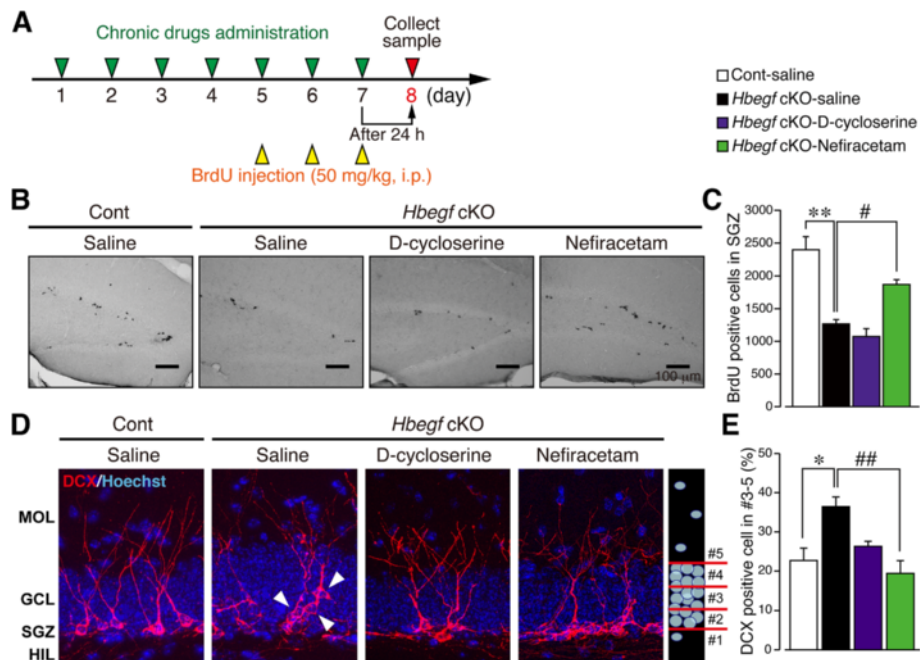 A
Chronic drugs administration
Collect
sample
1 2 3 4 5 6 7 8 (day)
After 24 h
BrdU injection (50 mg/kg, i.p.)
Cont-saline
Hbegf cKO-saline
Hbegf cKO-D-cycloserine
Hbegf cKO-Nefiracetam
B
Cont
Hbegf cKO
Saline
Saline
D-cycloserine
Nefiracetam
100 μm
C
BrdU positive cells in SGZ
3000
2500
2000
1500
1000
500
0
**
#
D
Cont
Hbegf cKO
Saline
Saline
D-cycloserine
Nefiracetam
DCX/Hoechst
MOL
GCL
SGZ
HIL
#5
#4
#3
#2
#1
E
DCX positive cell in #3-5 (%)
50
40
30
20
10
0
*
##